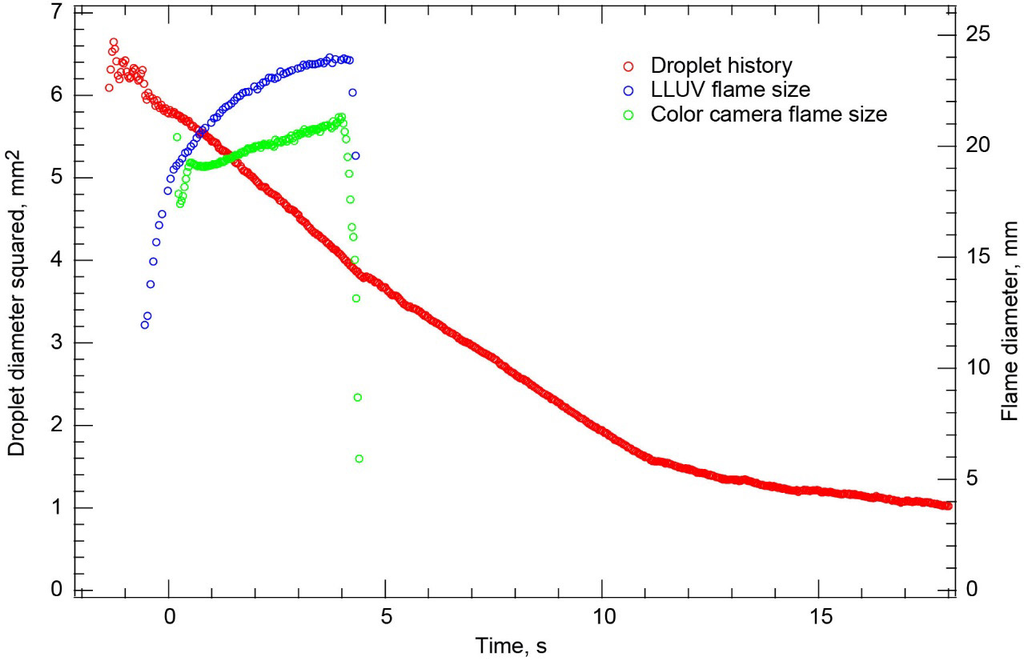 7
6
5
4
3
2
1
0
Droplet diameter squared, mm2
Droplet history
LLUV flame size
Color camera flame size
25
20
15
10
5
0
Flame diameter, mm
0 5 10 15
Time, s